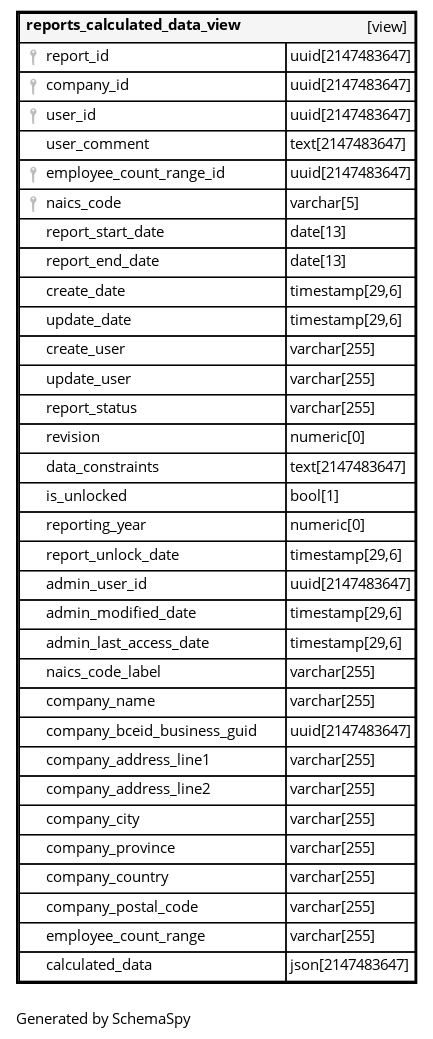 reports_calculated_data_view [view]
report_id uuid[2147483647]
company_id uuid[2147483647]
user_id uuid[2147483647]
user_comment text[2147483647]
employee_count_range_id uuid[2147483647]
naics_code varchar[5]
report_start_date date[13]
report_end_date date[13]
create_date timestamp[29,6]
update_date timestamp[29,6]
create_user varchar[255]
update_user varchar[255]
report_status varchar[255]
revision numeric[0]
data_constraints text[2147483647]
is_unlocked bool[1]
reporting_year numeric[0]
report_unlock_date timestamp[29,6]
admin_user_id uuid[2147483647]
admin_modified_date timestamp[29,6]
admin_last_access_date timestamp[29,6]
naics_code_label varchar[255]
company_name varchar[255]
company_bceid_business_guid uuid[2147483647]
company_address_line1 varchar[255]
company_address_line2 varchar[255]
company_city varchar[255]
company_province varchar[255]
company_country varchar[255]
company_postal_code varchar[255]
employee_count_range varchar[255]
calculated_data json[2147483647]
Generated by SchemaSpy